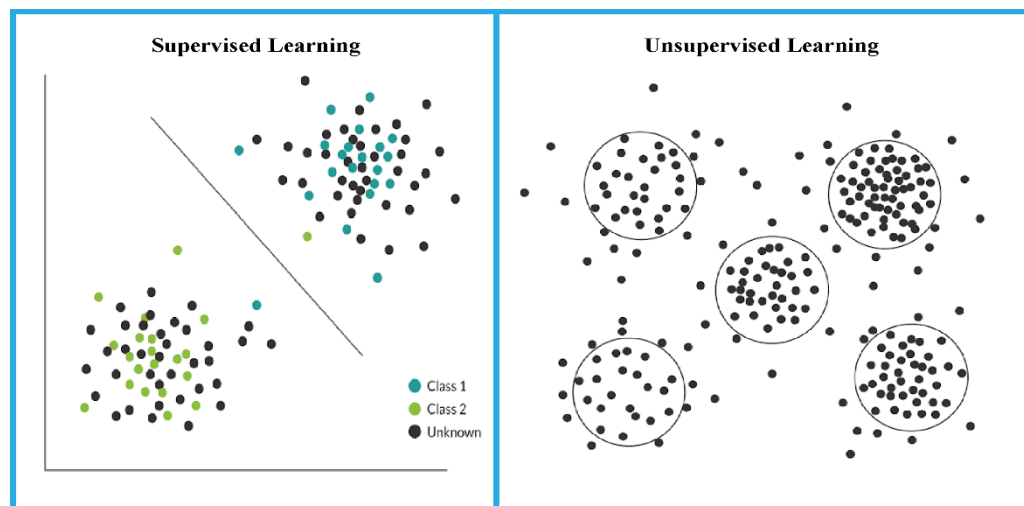 Supervised Learning
Unsupervised Learning
Class 1
Class 2
Unknown